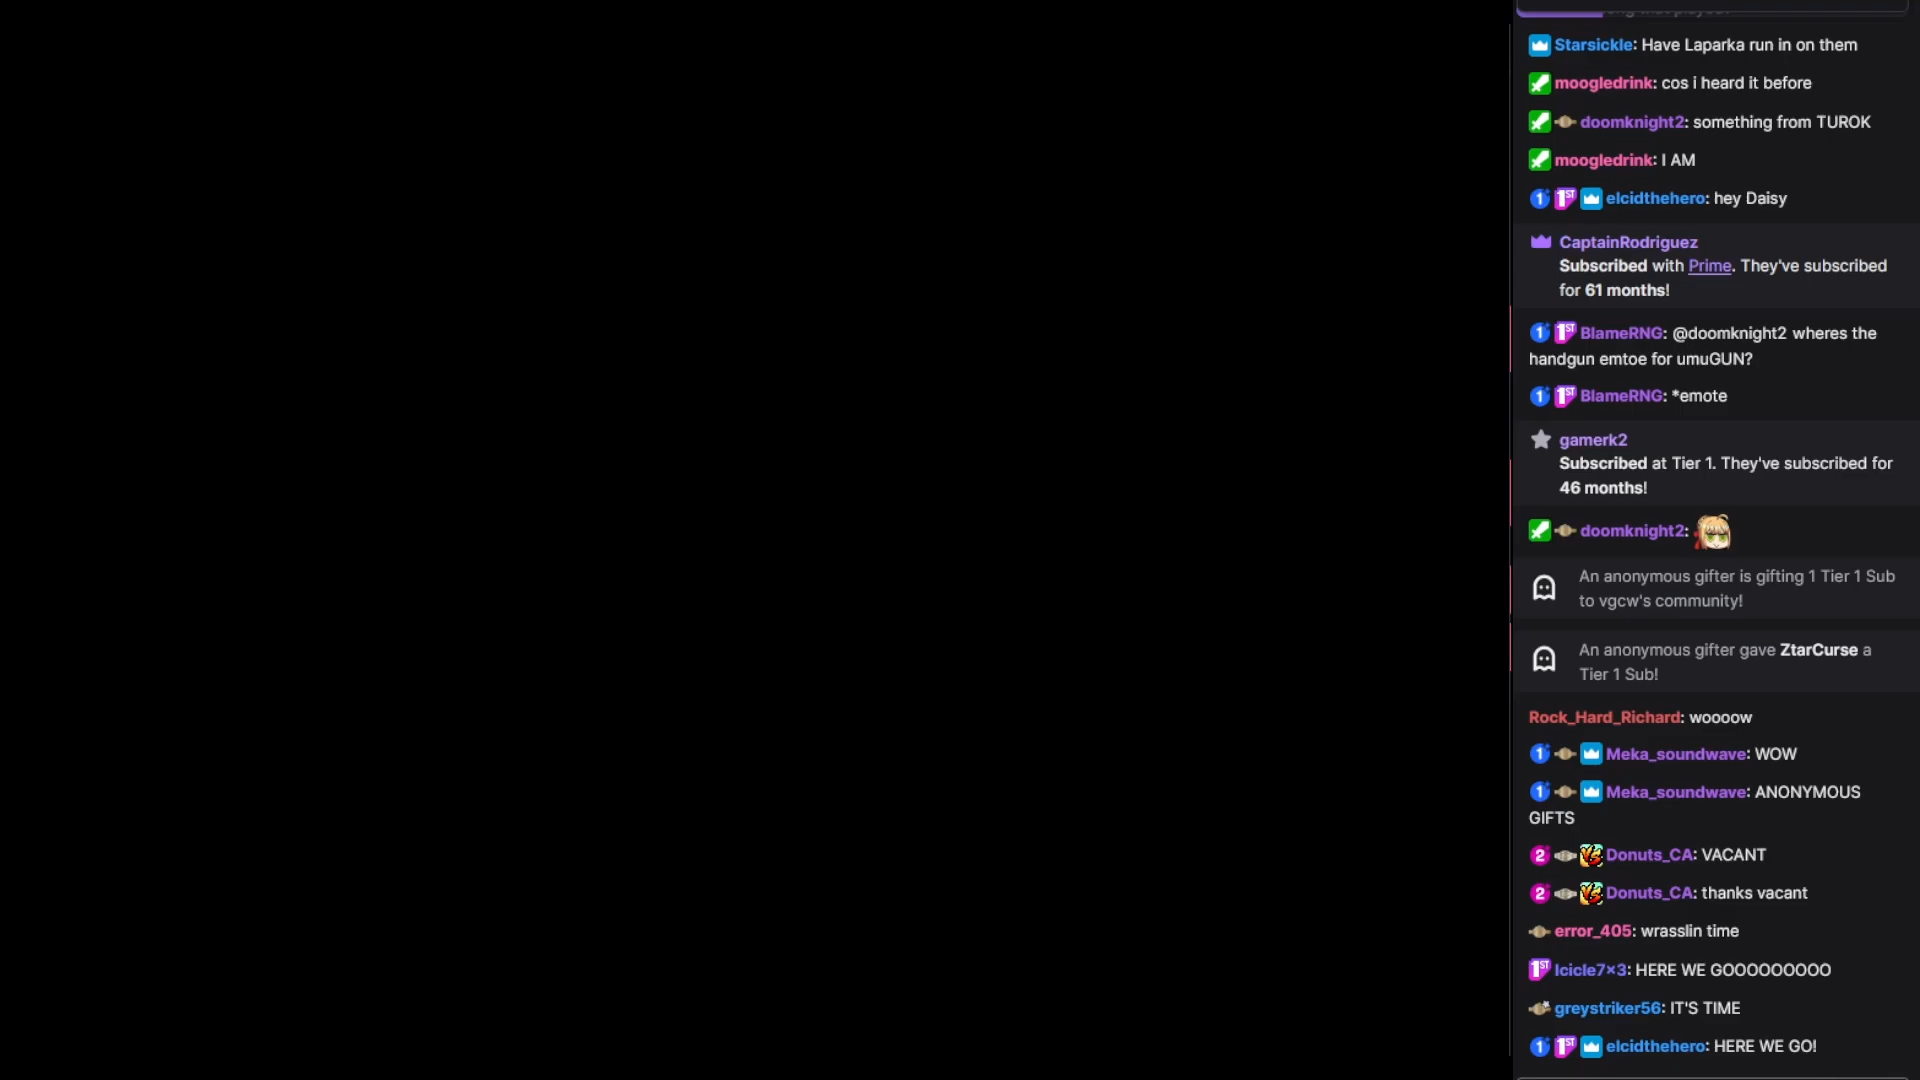 Starsickle: Have Laparka run in on them
moogledrink: cos i heard it before
doomknight2: something from TUROK
moogledrink: I AM
elcidthehero: hey Daisy
CaptainRodriguez
Subscribed with Prime. They've subscribed
for 61 months!
BlameRNG: @doomknight2 wheres the
handgun emtoe for umuGUN?
BlameRNG: *emote
gamerk2
Subscribed at Tier 1. They've subscribed for
46 months!
doomknight2:
An anonymous gifter is gifting 1 Tier 1 Sub
to vgcw's community!
An anonymous gifter gave ZtarCurse a
Tier 1 Sub!
Rock_Hard_Richard: woooow
Meka_soundwave: WOW
Meka_soundwave: ANONYMOUS
GIFTS
Donuts_CA: VACANT
Donuts_CA: thanks vacant
error_405: wrasslin time
Icicle7x3: HERE WE GOOOOOOOOO
greystriker56: IT'S TIME
elcidthehero: HERE WE GO!